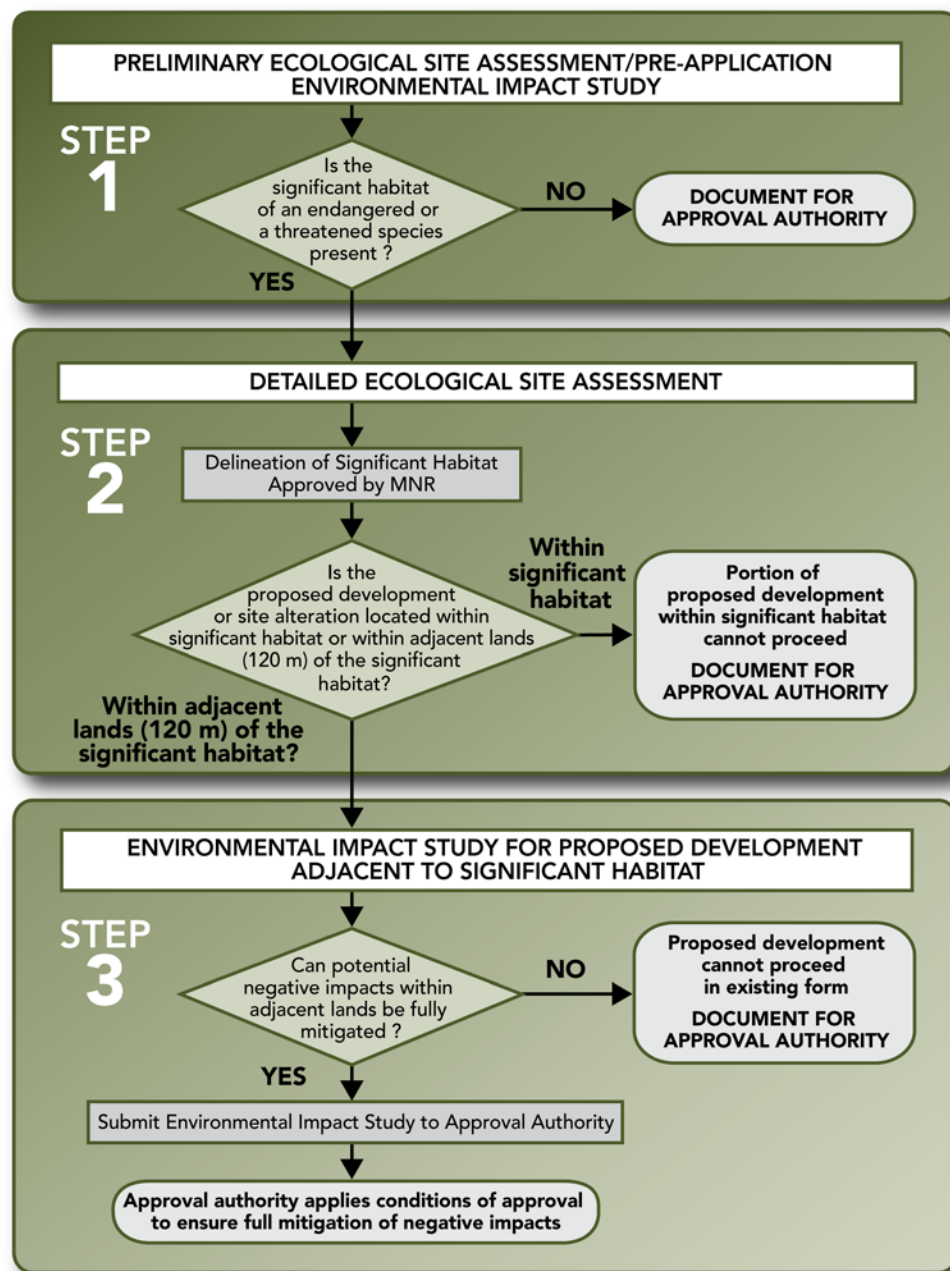 PRELIMINARY ECOLOGICAL SITE ASSESSMENT/PRE-APPLICATION
ENVIRONMENTAL IMPACT STUDY
STEP
1
Is the
significant habitat
of an endangered or
a threatened species
present ?
NO
DOCUMENT FOR
APPROVAL AUTHORITY
YES
DETAILED ECOLOGICAL SITE ASSESSMENT
STEP
2
Delineation of Significant Habitat
Approved by MNR
Is the
proposed development
or site alteration located within
significant habitat or within adjacent lands
(120 m) of the significant
habitat?
Within
significant
habitat
Portion of
proposed development
within significant habitat
cannot proceed
DOCUMENT FOR
APPROVAL AUTHORITY
Within adjacent
lands (120 m) of the
significant habitat?
ENVIRONMENTAL IMPACT STUDY FOR PROPOSED DEVELOPMENT
ADJACENT TO SIGNIFICANT HABITAT
STEP
3
Can potential
negative impacts within
adjacent lands be fully
mitigated ?
NO
Proposed development
cannot proceed
in existing form
DOCUMENT FOR
APPROVAL AUTHORITY
YES
Submit Environmental Impact Study to Approval Authority
Approval authority applies conditions of approval
to ensure full mitigation of negative impacts